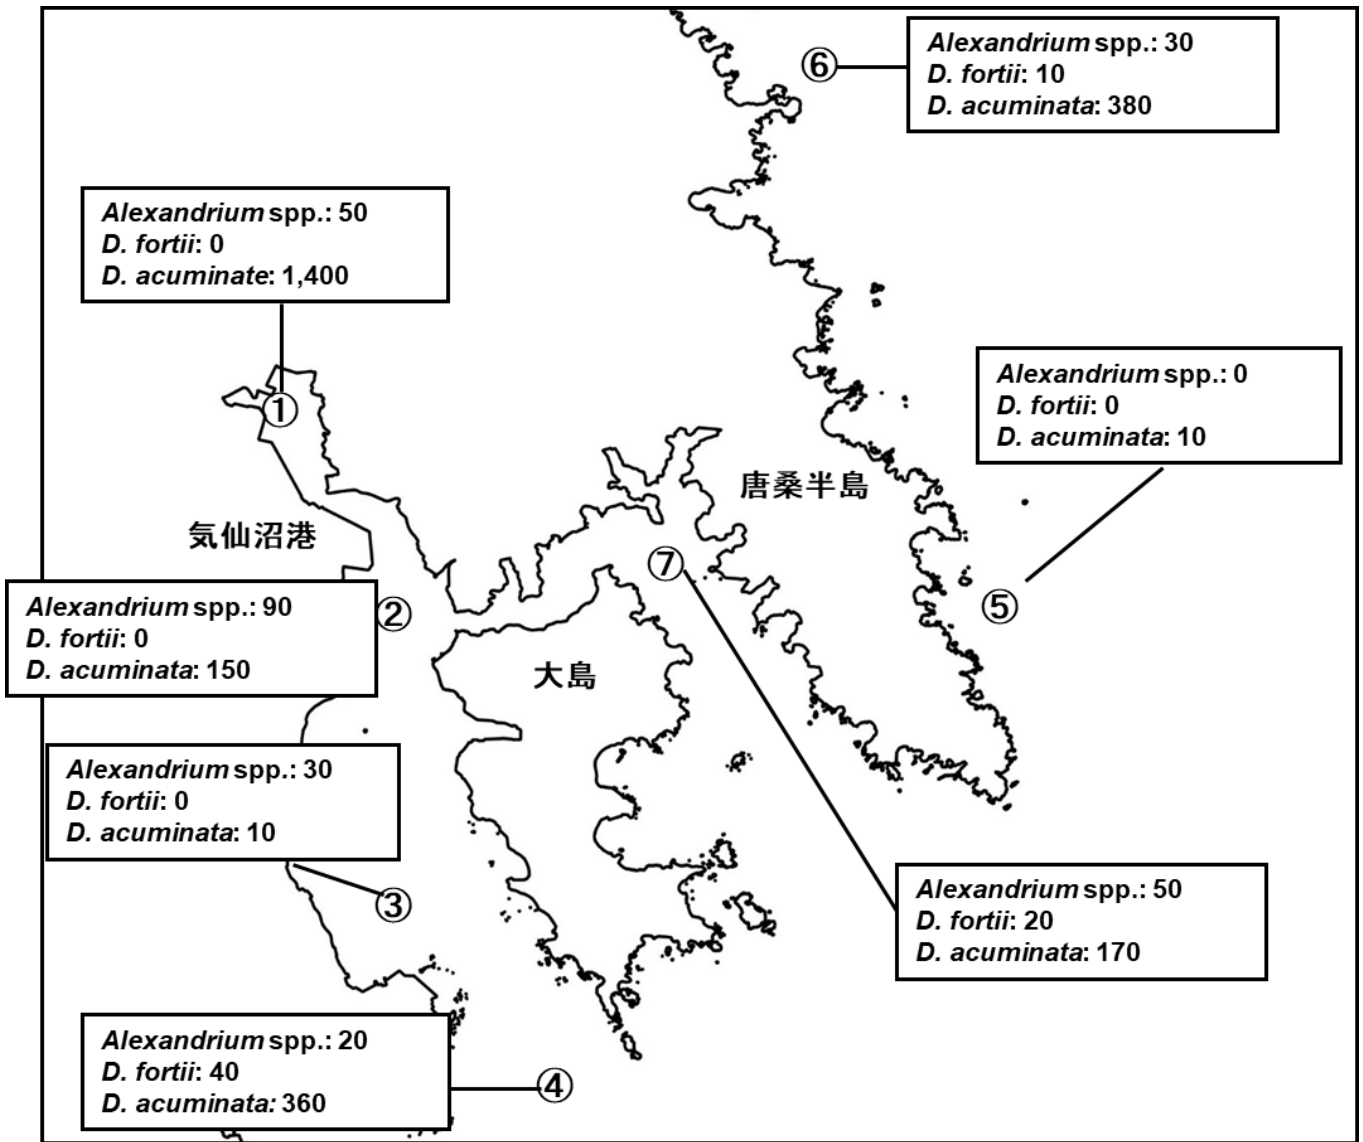 ⑥
Alexandrium spp.: 30
D. fortii: 10
D. acuminata: 380
Alexandrium spp.: 50
D. fortii: 0
D. acuminate: 1,400
①
Alexandrium spp.: 0
D. fortii: 0
D. acuminata: 10
唐桑半島
気仙沼港
⑦
⑤
Alexandrium spp.: 90
D. fortii: 0
D. acuminata: 150
②
大島
Alexandrium spp.: 30
D. fortii: 0
D. acuminata: 10
③
Alexandrium spp.: 50
D. fortii: 20
D. acuminata: 170
Alexandrium spp.: 20
D. fortii: 40
D. acuminata: 360
④